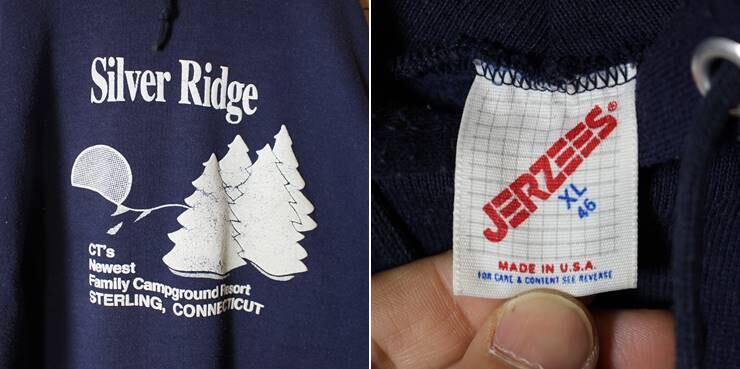 Silver Ridge
CT's
Newest
Family Campground Resort
STERLING, CONNECTICUT
JERZEES®
XL
46
MADE IN U.S.A.
FOR CARE & CONTENT SEE REVERSE